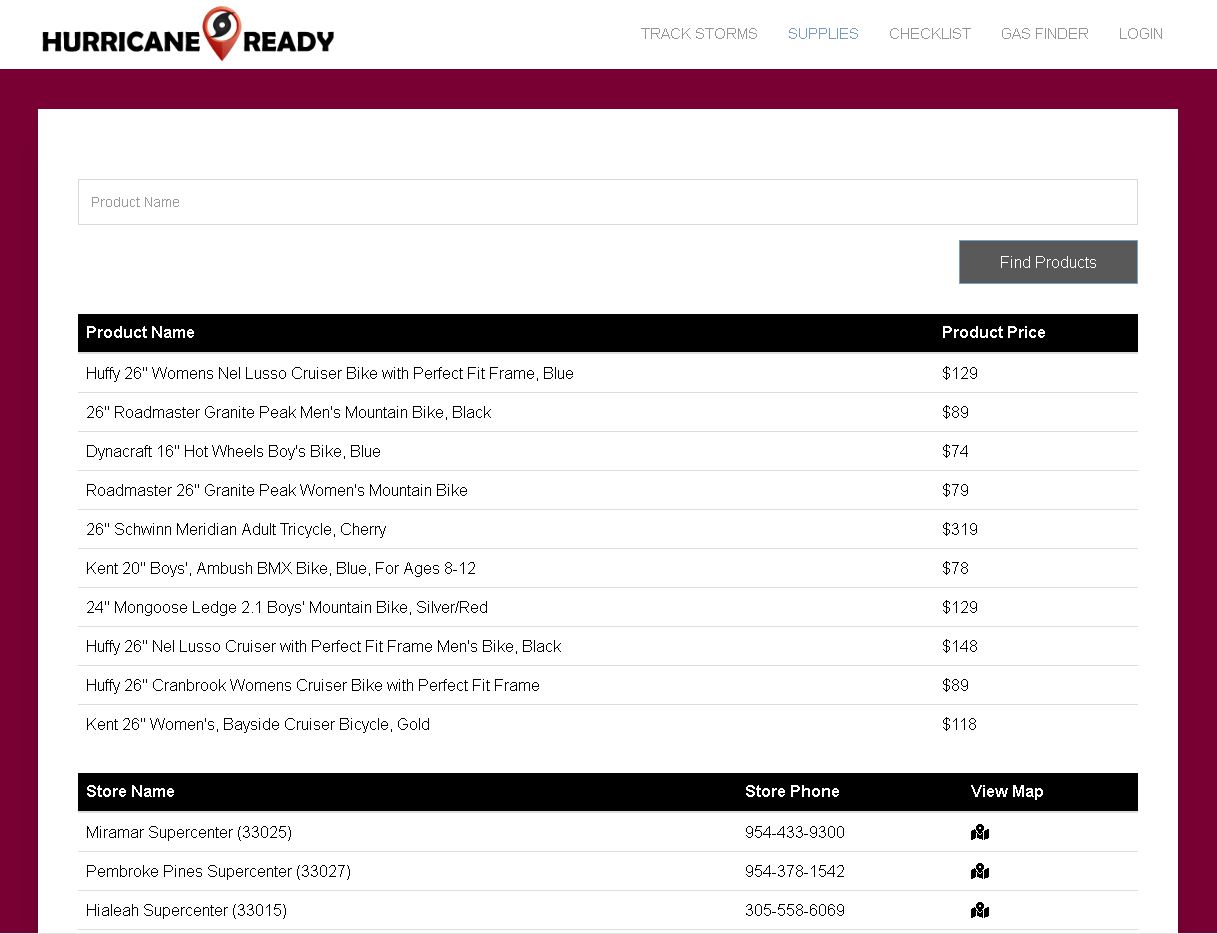 HURRICANE READY
TRACK STORMS SUPPLIES CHECKLIST GAS FINDER LOGIN
Product Name
Find Products
Product Name Product Price
Huffy 26" Womens Nel Lusso Cruiser Bike with Perfect Fit Frame, Blue $129
26" Roadmaster Granite Peak Men's Mountain Bike, Black $89
Dynacraft 16" Hot Wheels Boy's Bike, Blue $74
Roadmaster 26" Granite Peak Women's Mountain Bike $79
26" Schwinn Meridian Adult Tricycle, Cherry $319
Kent 20" Boys', Ambush BMX Bike, Blue, For Ages 8-12 $78
24" Mongoose Ledge 2.1 Boys' Mountain Bike, Silver/Red $129
Huffy 26" Nel Lusso Cruiser with Perfect Fit Frame Men's Bike, Black $148
Huffy 26" Cranbrook Womens Cruiser Bike with Perfect Fit Frame $89
Kent 26" Women's, Bayside Cruiser Bicycle, Gold $118
Store Name Store Phone View Map
Miramar Supercenter (33025) 954-433-9300
Pembroke Pines Supercenter (33027) 954-378-1542
Hialeah Supercenter (33015) 305-558-6069